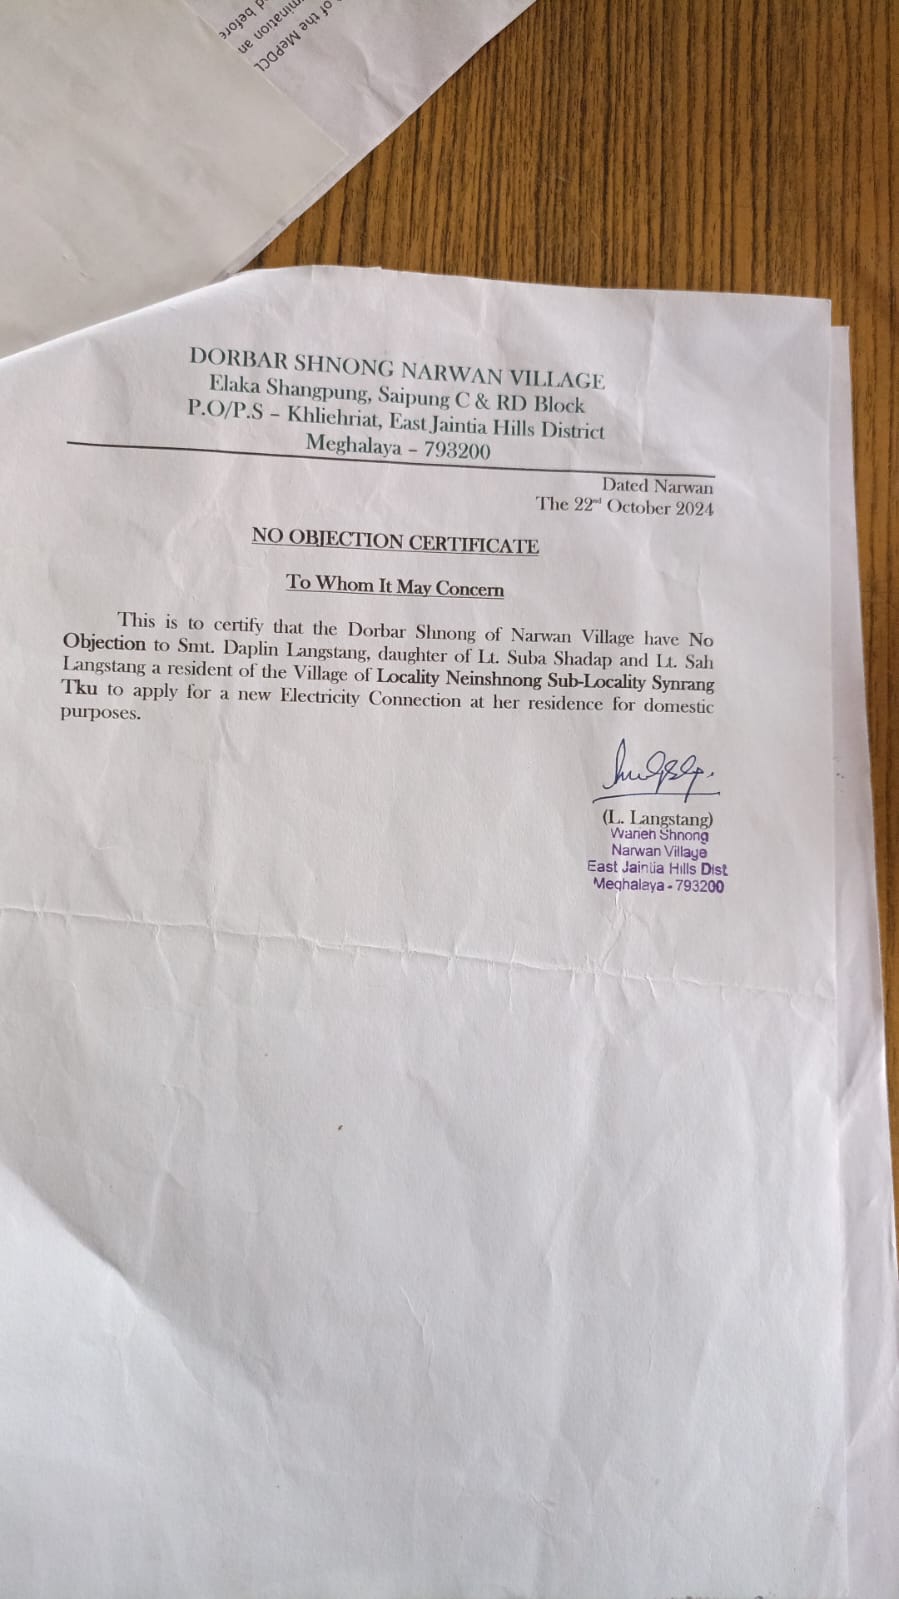 of the MePDCL
mination an
d before
DORBAR SHNONG NARWAN VILLAGE
Elaka Shangpung, Saipung C & RD Block
P.O/P.S – Khliehriat, East Jaintia Hills District
Meghalaya – 793200
Dated Narwan
The 22nd October 2024
NO OBJECTION CERTIFICATE
To Whom It May Concern
This is to certify that the Dorbar Shnong of Narwan Village have No
Objection to Smt. Daplin Langstang, daughter of Lt. Suba Shadap and Lt. Sah
Langstang a resident of the Village of Locality Neinshnong Sub-Locality Synrang
Tku to apply for a new Electricity Connection at her residence for domestic
purposes.
(L. Langstang)
Waheh Shnong
Narwan Village
East Jaintia Hills Dist
Meghalaya - 793200